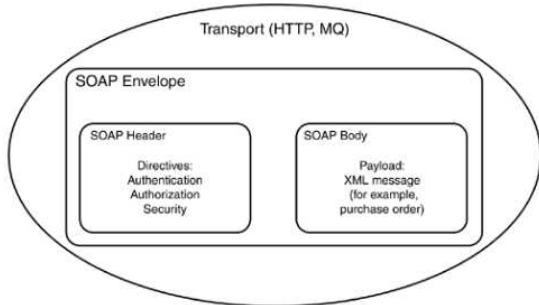 Transport (HTTP, MQ)
SOAP Envelope
SOAP Header
Directives:
Authentication
Authorization
Security
SOAP Body
Payload:
XML message
(for example,
purchase order)